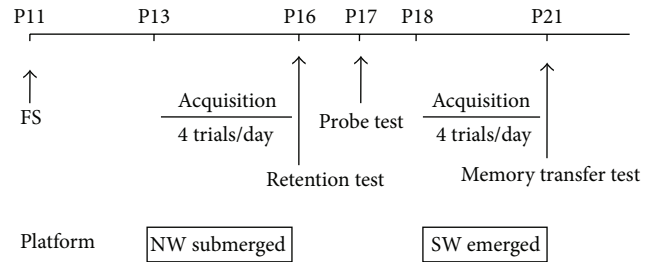 P11 P13 P16 P17 P18 P21
FS
Acquisition
4 trials/day
Retention test
Probe test
Acquisition
4 trials/day
Memory transfer test
Platform
NW submerged
SW emerged